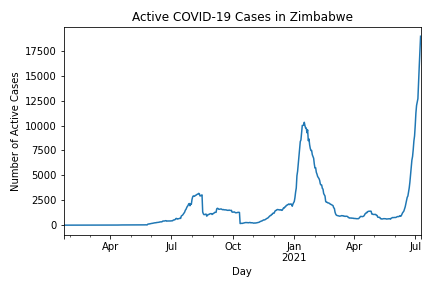 Active COVID-19 Cases in Zimbabwe
Number of Active Cases
17500
15000
12500
10000
7500
5000
2500
0
Apr Jul Oct Jan Apr Jul
2021
Day